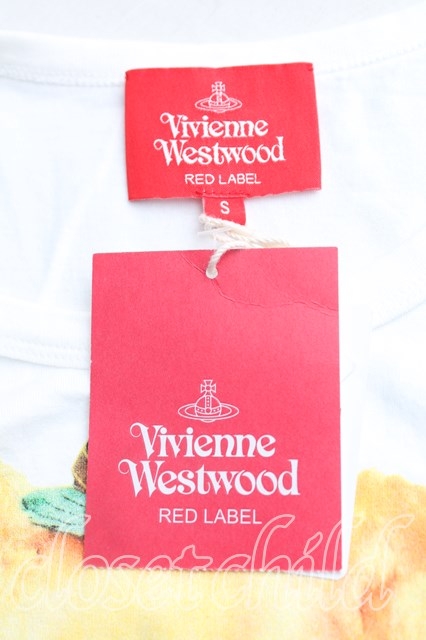 Vivienne
Westwood
RED LABEL
S
Vivienne
Westwood
RED LABEL
closetchild